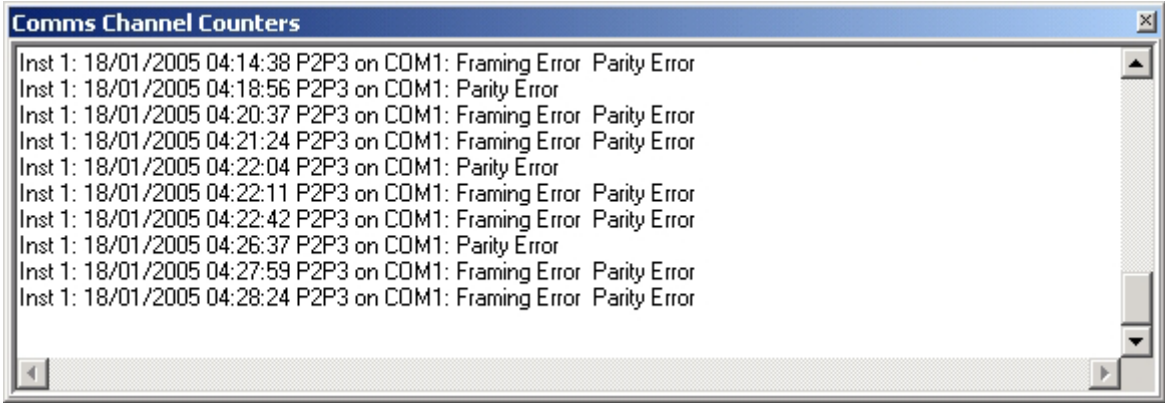 Comms Channel Counters
Inst 1: 18/01/2005 04:14:38 P2P3 on COM1: Framing Error  Parity Error
Inst 1: 18/01/2005 04:18:56 P2P3 on COM1: Parity Error
Inst 1: 18/01/2005 04:20:37 P2P3 on COM1: Framing Error  Parity Error
Inst 1: 18/01/2005 04:21:24 P2P3 on COM1: Framing Error  Parity Error
Inst 1: 18/01/2005 04:22:04 P2P3 on COM1: Parity Error
Inst 1: 18/01/2005 04:22:11 P2P3 on COM1: Framing Error  Parity Error
Inst 1: 18/01/2005 04:22:42 P2P3 on COM1: Framing Error  Parity Error
Inst 1: 18/01/2005 04:26:37 P2P3 on COM1: Parity Error
Inst 1: 18/01/2005 04:27:59 P2P3 on COM1: Framing Error  Parity Error
Inst 1: 18/01/2005 04:28:24 P2P3 on COM1: Framing Error  Parity Error